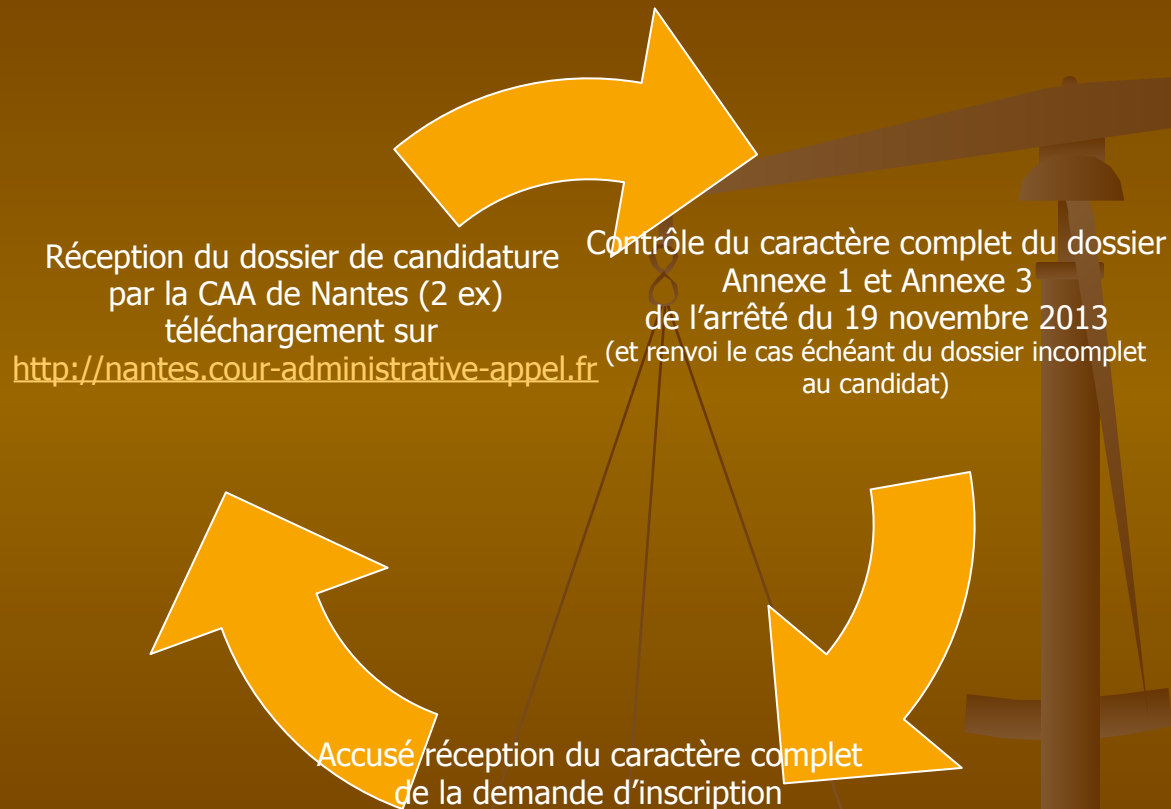 Réception du dossier de candidature
par la CAA de Nantes (2 ex)
téléchargement sur
http://nantes.cour-administrative-appel.fr
Contrôle du caractère complet du dossier
Annexe 1 et Annexe 3
de l’arrêté du 19 novembre 2013
(et renvoi le cas échéant du dossier incomplet
au candidat)
Accusé réception du caractère complet
de la demande d’inscription